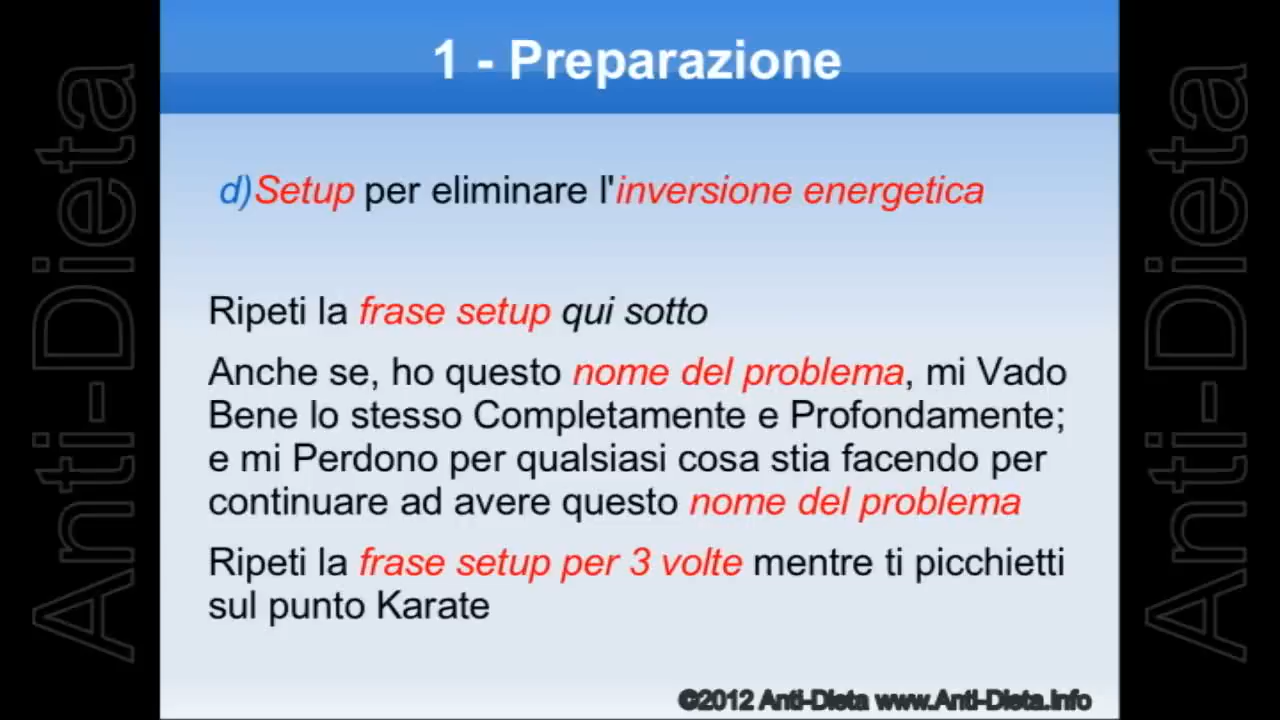 1 - Preparazione
d)Setup per eliminare l'inversione energetica
Ripeti la frase setup qui sotto
Anche se, ho questo nome del problema, mi Vado
Bene lo stesso Completamente e Profondamente;
e mi Perdono per qualsiasi cosa stia facendo per
continuare ad avere questo nome del problema
Ripeti la frase setup per 3 volte mentre ti picchietti
sul punto Karate
©2012 Anti-Dieta www.Anti-Dieta.info
Anti-Dieta
Anti-Dieta